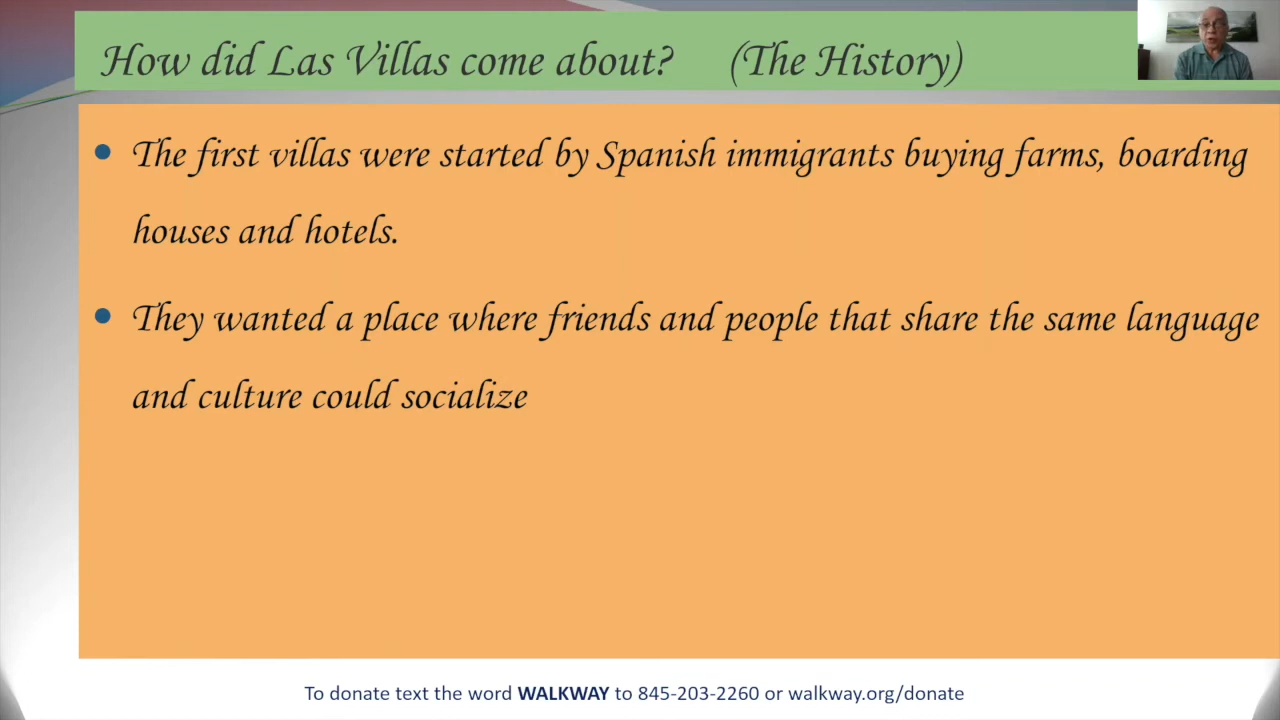 How did Las Villas come about? (The History)
• The first villas were started by Spanish immigrants buying farms, boarding
houses and hotels.
• They wanted a place where friends and people that share the same language
and culture could socialize
To donate text the word WALKWAY to 845-203-2260 or walkway.org/donate